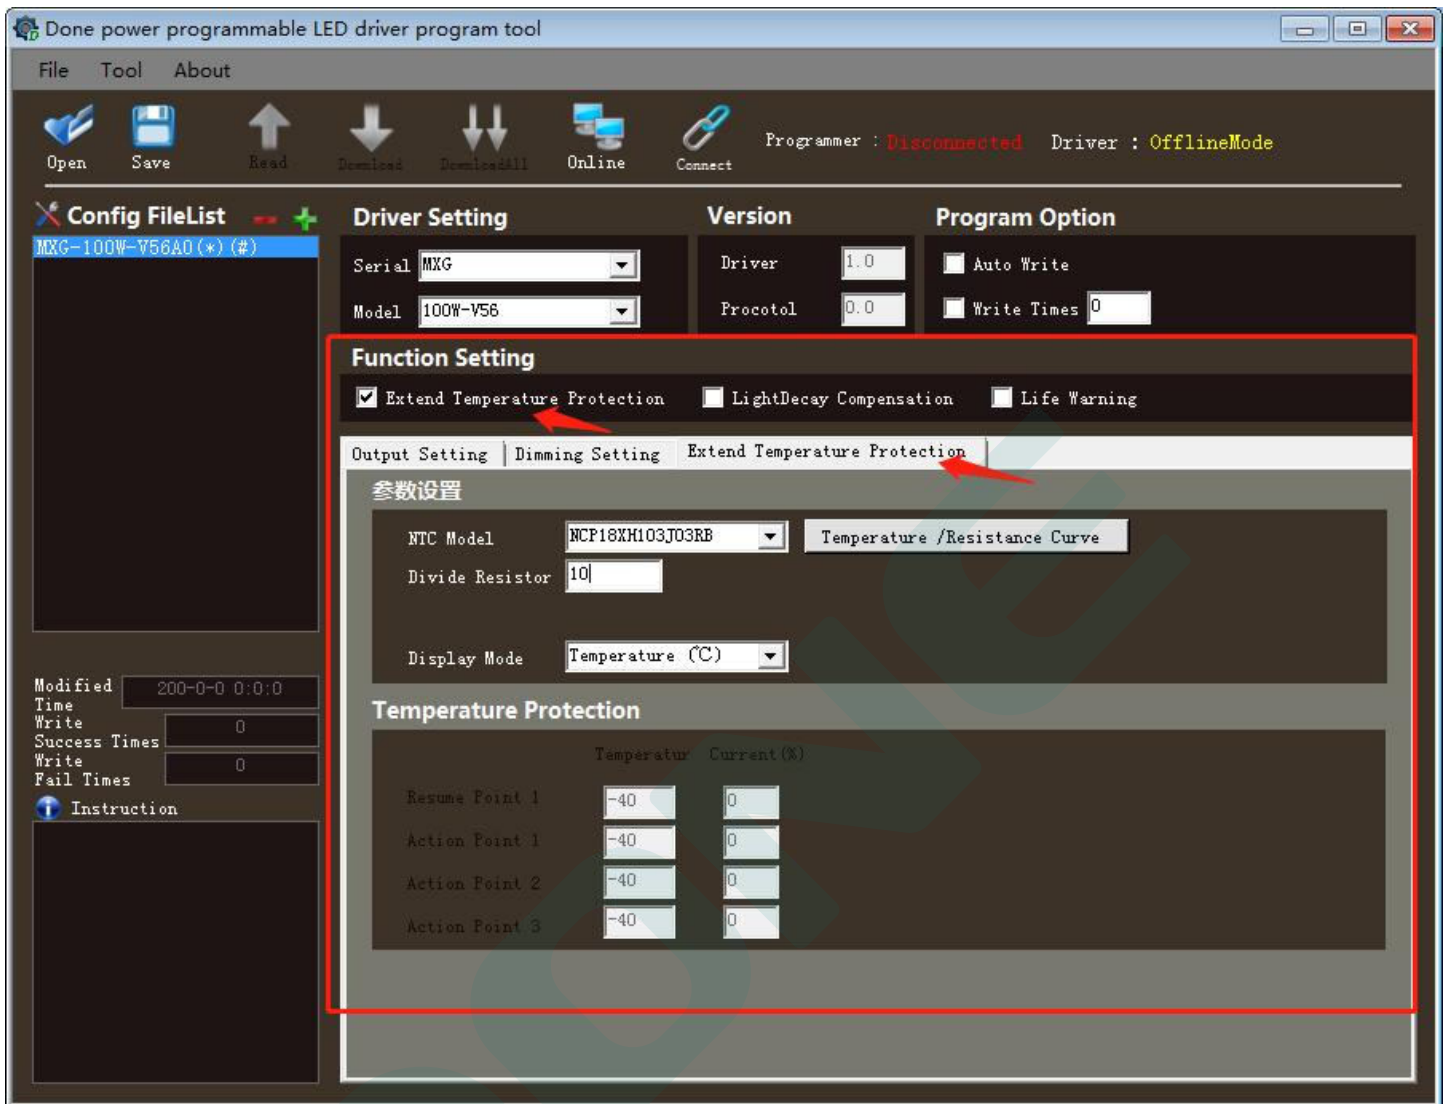 Done power programmable LED driver program tool
File Tool About
Open Save Read Download DownloadAll Online Connect Programmer : Disconnected Driver : OfflineMode
Config FileList
MXG-100W-V56A0(*)(#)
Driver Setting Version Program Option
Serial MXG Driver 1.0 Auto Write
Model 100W-V56 Procotol 0.0 Write Times 0
Function Setting
Extend Temperature Protection LightDecay Compensation Life Warning
Output Setting Dimming Setting Extend Temperature Protection
参数设置
NTC Model NCP18XH103J03RB Temperature /Resistance Curve
Divide Resistor 10
Display Mode Temperature (℃)
Temperature Protection
Temperatur Current(%)
Resume Point 1 -40 0
Action Point 1 -40 0
Action Point 2 -40 0
Action Point 3 -40 0
Modified
Time 200-0-0 0:0:0
Write
Success Times 0
Write
Fail Times 0
Instruction
DONE